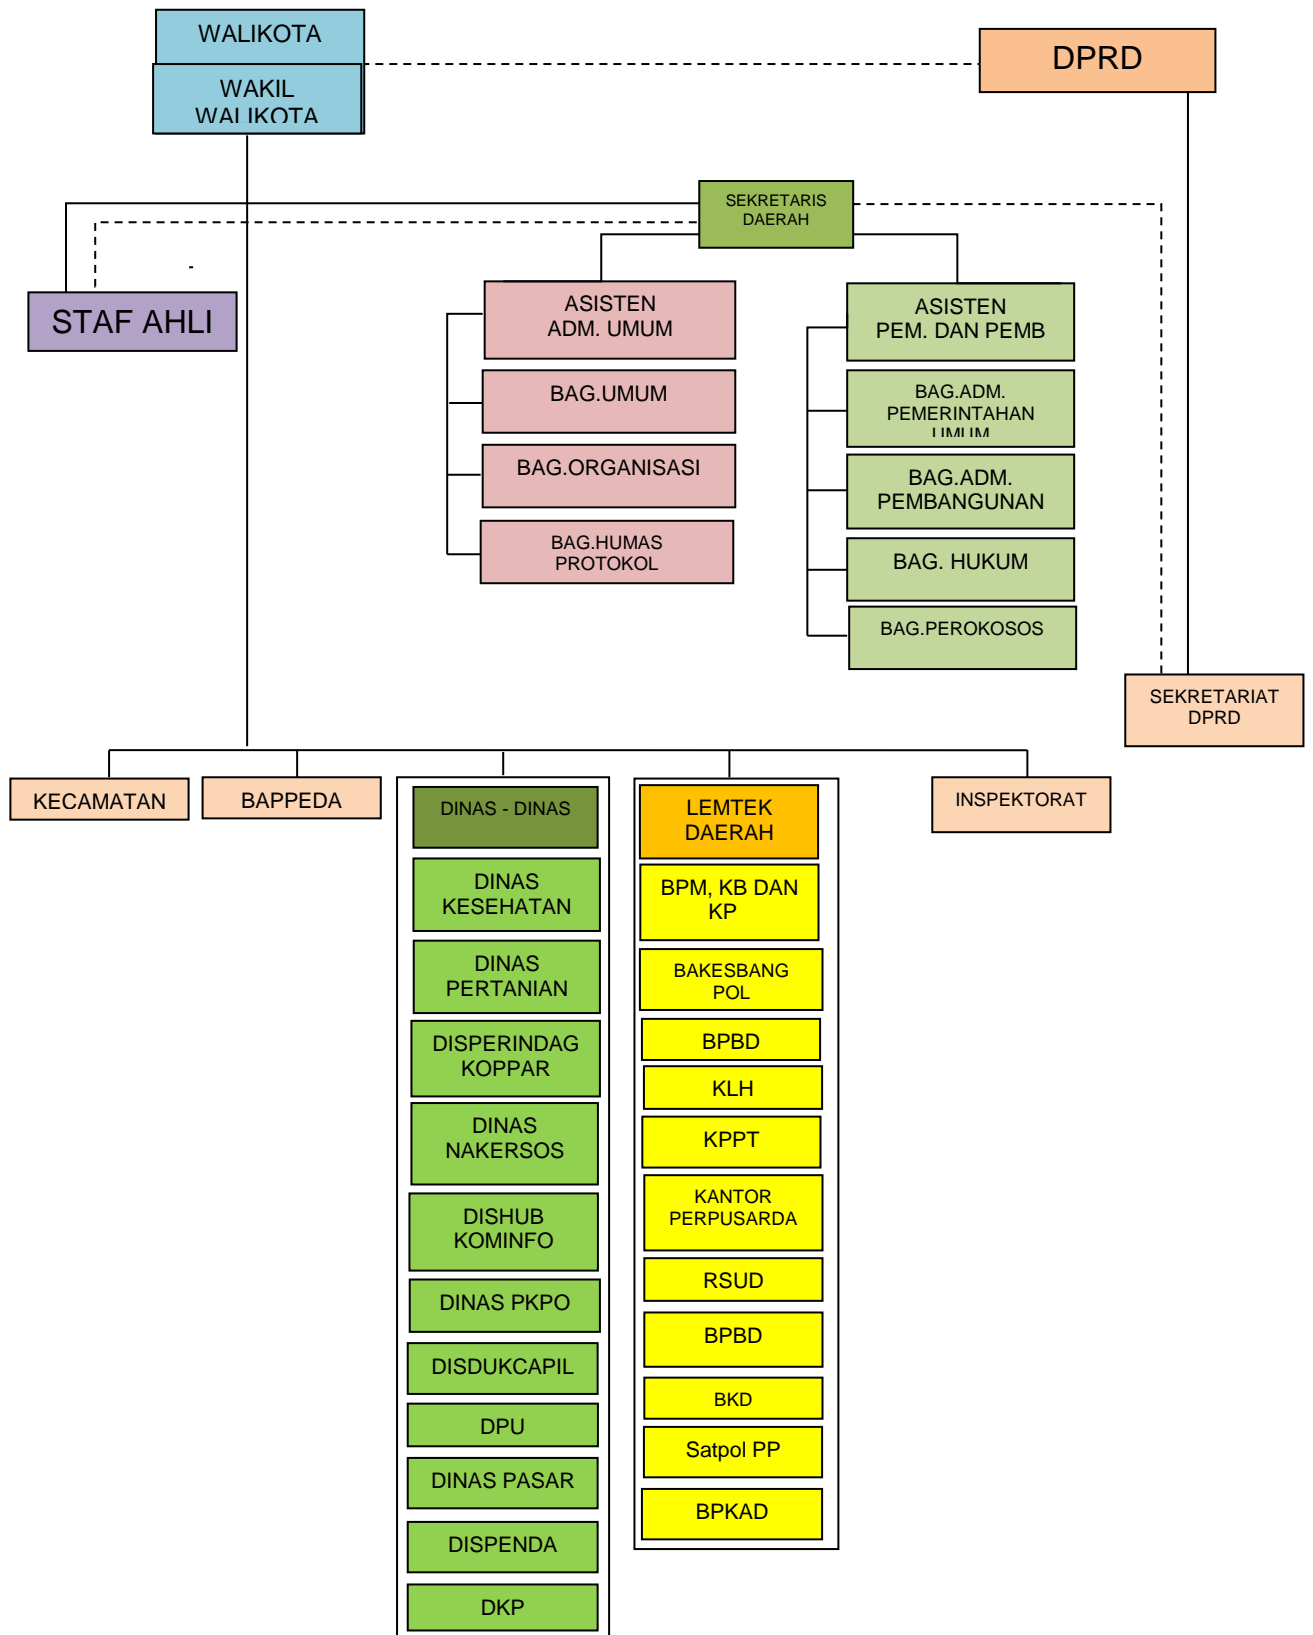 WALIKOTA
WAKIL
WALIKOTA
DPRD
SEKRETARIS
DAERAH
-
STAF AHLI
ASISTEN
ADM. UMUM
BAG.UMUM
BAG.ORGANISASI
BAG.HUMAS
PROTOKOL
ASISTEN
PEM. DAN PEMB
BAG.ADM.
PEMERINTAHAN
UMUM
BAG.ADM.
PEMBANGUNAN
BAG. HUKUM
BAG.PEROKOSOS
SEKRETARIAT
DPRD
KECAMATAN
BAPPEDA
DINAS - DINAS
DINAS
KESEHATAN
DINAS
PERTANIAN
DISPERINDAG
KOPPAR
DINAS
NAKERSOS
DISHUB
KOMINFO
DINAS PKPO
DISDUKCAPIL
DPU
DINAS PASAR
DISPENDA
DKP
LEMTEK
DAERAH
BPM, KB DAN
KP
BAKESBANG
POL
BPBD
KLH
KPPT
KANTOR
PERPUSARDA
RSUD
BPBD
BKD
Satpol PP
BPKAD
INSPEKTORAT